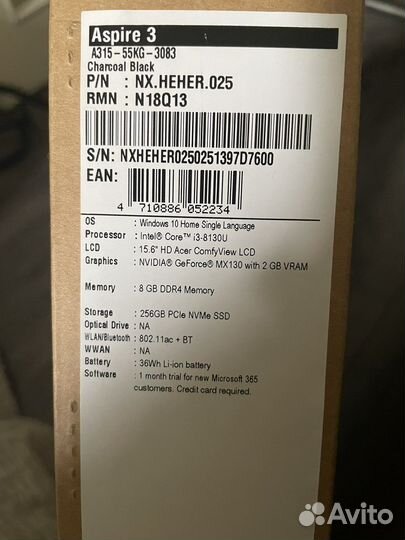 Aspire 3
A315-55KG-3083
Charcoal Black
P/N : NX.HEHER.025
RMN : N18Q13
S/N: NXHEHER0250251397D7600
EAN:
4 710886 052234
OS : Windows 10 Home Single Language
Processor : Intel® Core™ i3-8130U
LCD : 15.6" HD Acer ComfyView LCD
Graphics : NVIDIA® GeForce® MX130 with 2 GB VRAM
Memory : 8 GB DDR4 Memory
Storage : 256GB PCIe NVMe SSD
Optical Drive : NA
WLAN/Bluetooth : 802.11ac + BT
WWAN : NA
Battery : 36Wh Li-ion battery
Software : 1 month trial for new Microsoft 365
customers. Credit card required.
Avito